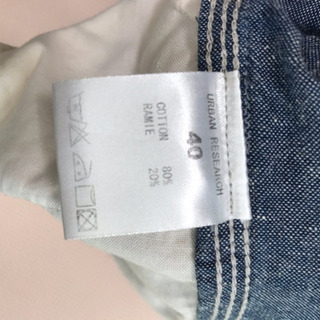 URBAN RESEARCH
40
COTTON 80%
RAMIE 20%